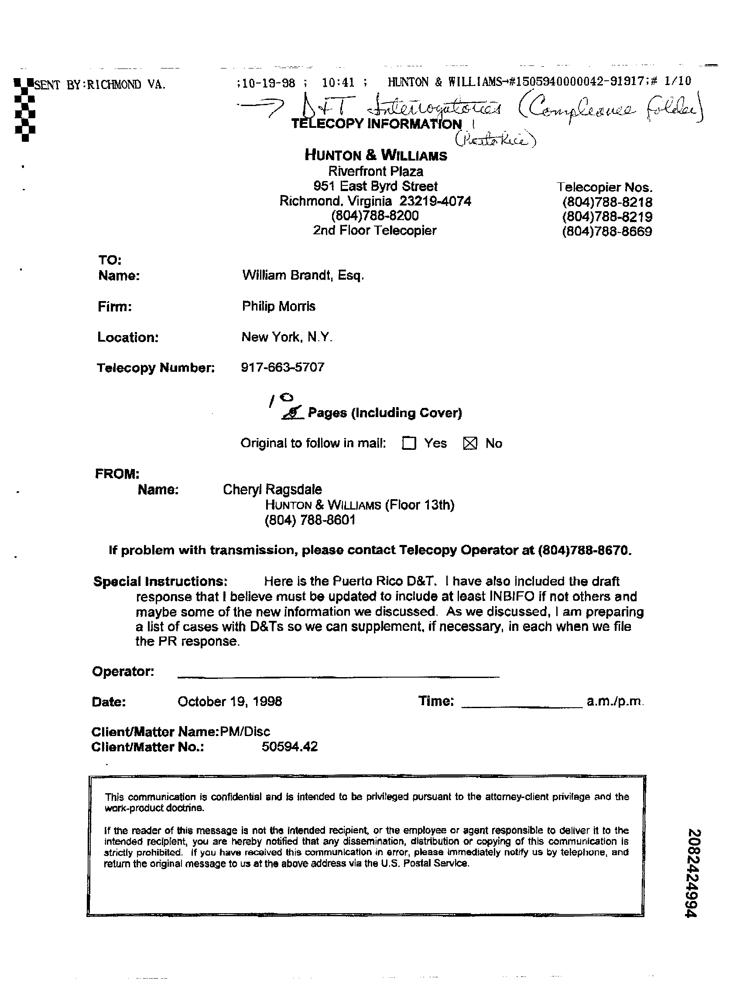 SENT BY:RICHMOND VA. ;10-19-98 ; 10:41 ; HUNTON & WILLIAMS→#1505940000042-91917;# 1/10
→ D+T Interrogatories (Compliance folder)
TELECOPY INFORMATION
(Puerto Rico)
HUNTON & WILLIAMS
Riverfront Plaza
951 East Byrd Street Telecopier Nos.
Richmond, Virginia 23219-4074 (804)788-8218
(804)788-8200 (804)788-8219
2nd Floor Telecopier (804)788-8669
TO:
Name: William Brandt, Esq.
Firm: Philip Morris
Location: New York, N.Y.
Telecopy Number: 917-663-5707
10
Pages (Including Cover)
Original to follow in mail: ☐ Yes ☒ No
FROM:
Name: Cheryl Ragsdale
HUNTON & WILLIAMS (Floor 13th)
(804) 788-8601
If problem with transmission, please contact Telecopy Operator at (804)788-8670.
Special Instructions: Here is the Puerto Rico D&T. I have also included the draft
response that I believe must be updated to include at least INBIFO if not others and
maybe some of the new information we discussed. As we discussed, I am preparing
a list of cases with D&Ts so we can supplement, if necessary, in each when we file
the PR response.
Operator:
Date: October 19, 1998 Time: a.m./p.m.
Client/Matter Name:PM/Disc
Client/Matter No.: 50594.42
This communication is confidential and is intended to be privileged pursuant to the attorney-client privilege and the
work-product doctrine.
If the reader of this message is not the intended recipient, or the employee or agent responsible to deliver it to the
intended recipient, you are hereby notified that any dissemination, distribution or copying of this communication is
strictly prohibited. If you have received this communication in error, please immediately notify us by telephone, and
return the original message to us at the above address via the U.S. Postal Service.
2082424994